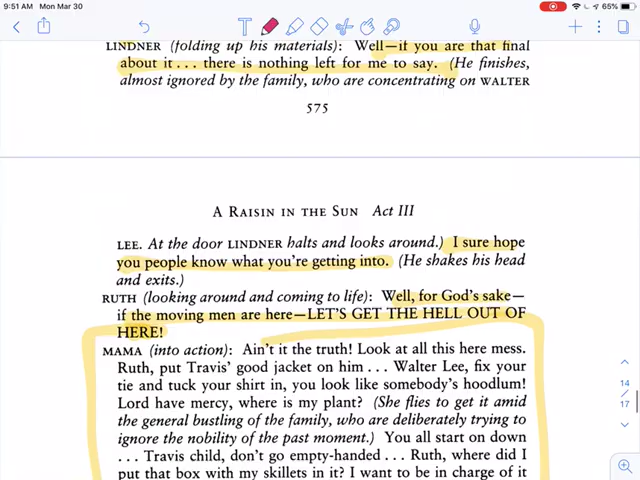 9:51 AM Mon Mar 30
65%
LINDNER (folding up his materials): Well—if you are that final
about it . . . there is nothing left for me to say. (He finishes,
almost ignored by the family, who are concentrating on WALTER
575
A RAISIN IN THE SUN Act III
LEE. At the door LINDNER halts and looks around.) I sure hope
you people know what you're getting into. (He shakes his head
and exits.)
RUTH (looking around and coming to life): Well, for God's sake—
if the moving men are here—LET'S GET THE HELL OUT OF
HERE!
MAMA (into action): Ain't it the truth! Look at all this here mess.
Ruth, put Travis' good jacket on him . . . Walter Lee, fix your
tie and tuck your shirt in, you look like somebody's hoodlum!
Lord have mercy, where is my plant? (She flies to get it amid
the general bustling of the family, who are deliberately trying to
ignore the nobility of the past moment.) You all start on down
. . . Travis child, don't go empty-handed . . . Ruth, where did I
put that box with my skillets in it? I want to be in charge of it
14
/
17